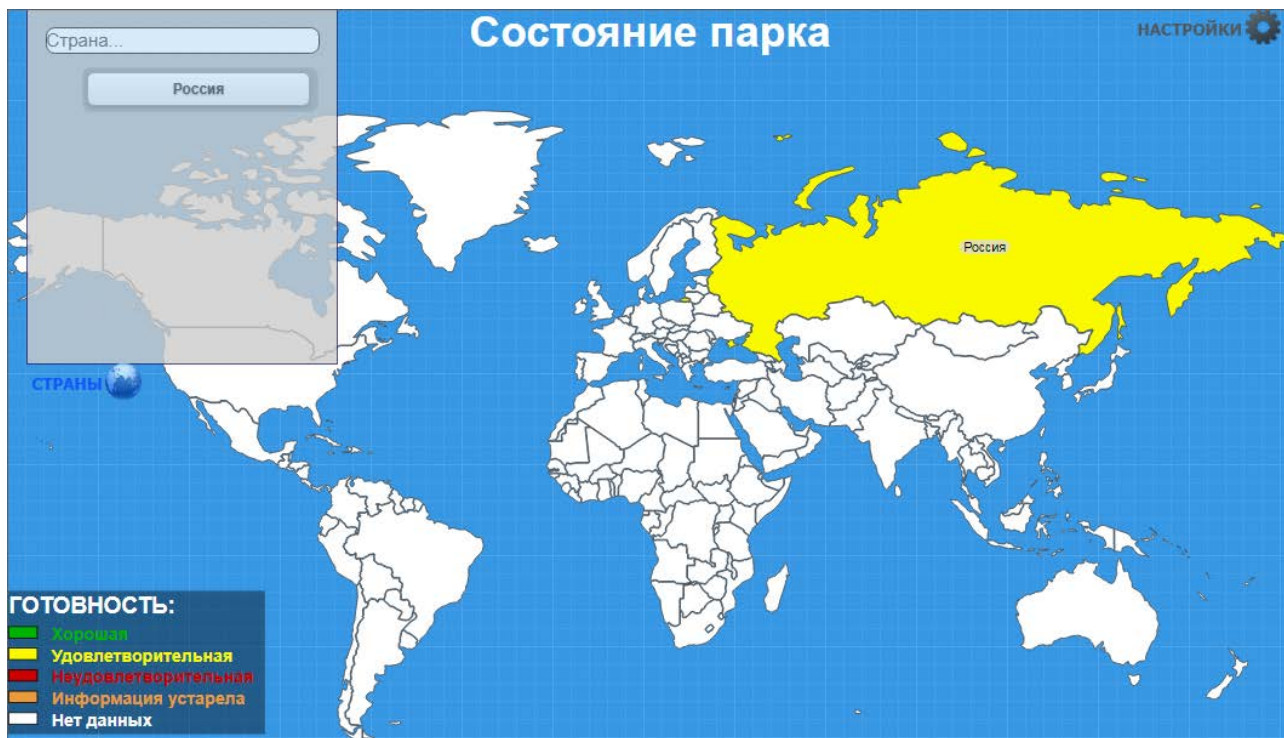 Состояние парка
НАСТРОЙКИ
Страна...
Россия
Россия
СТРАНЫ
ГОТОВНОСТЬ:
Хорошая
Удовлетворительная
Неудовлетворительная
Информация устарела
Нет данных